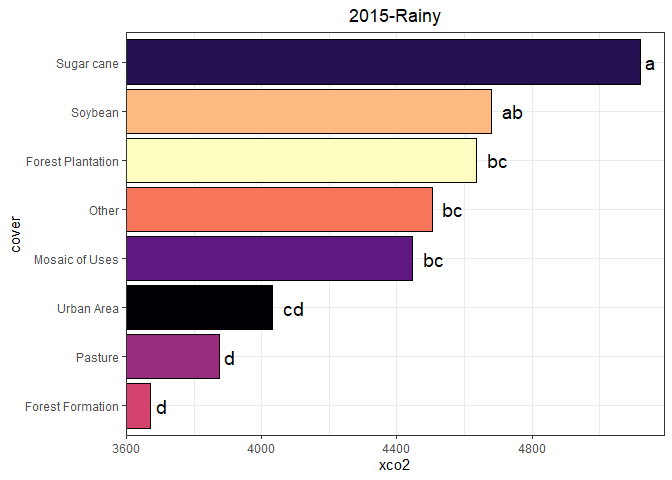 2015-Rainy
cover
Sugar cane a
Soybean ab
Forest Plantation bc
Other bc
Mosaic of Uses bc
Urban Area cd
Pasture d
Forest Formation d
3600 4000 4400 4800
xco2